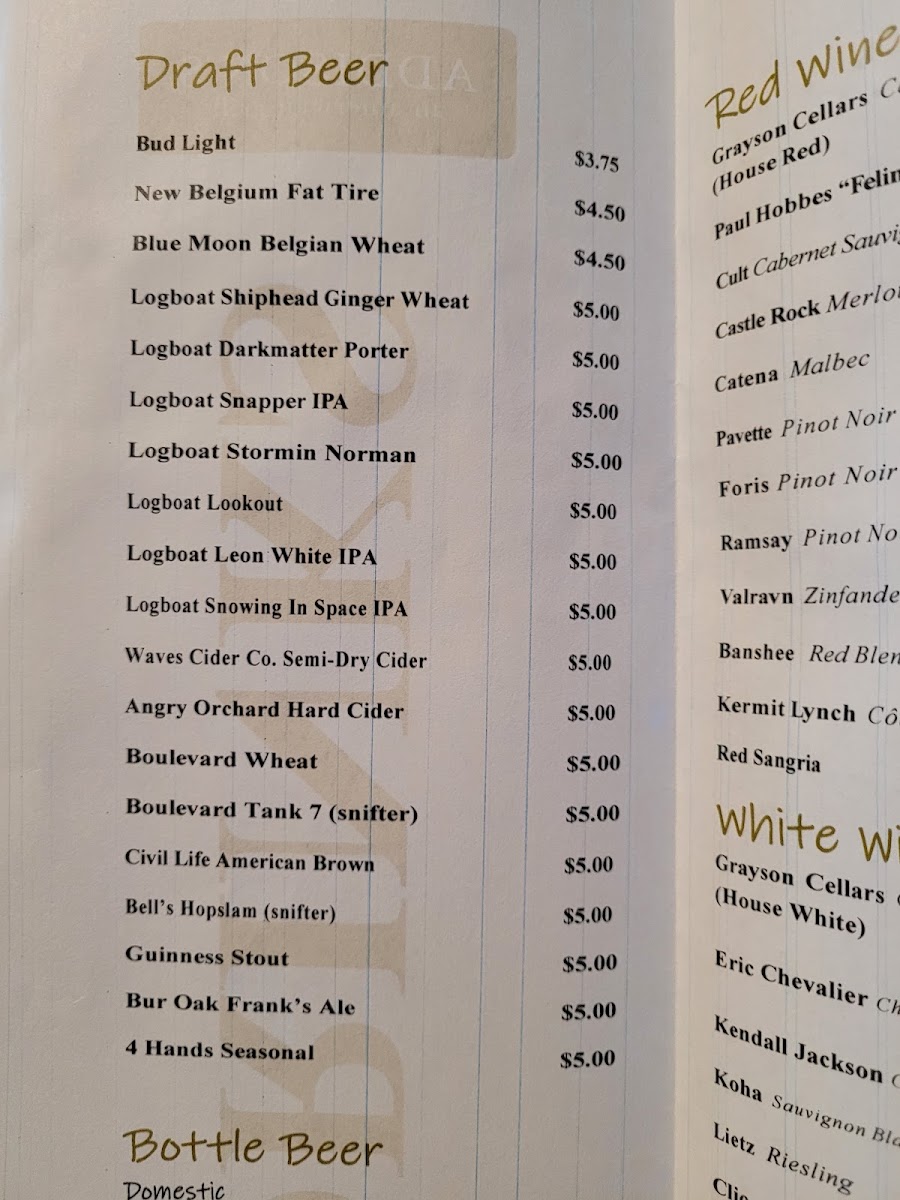 Draft Beer
Bud Light $3.75
New Belgium Fat Tire $4.50
Blue Moon Belgian Wheat $4.50
Logboat Shiphead Ginger Wheat $5.00
Logboat Darkmatter Porter $5.00
Logboat Snapper IPA $5.00
Logboat Stormin Norman $5.00
Logboat Lookout $5.00
Logboat Leon White IPA $5.00
Logboat Snowing In Space IPA $5.00
Waves Cider Co. Semi-Dry Cider $5.00
Angry Orchard Hard Cider $5.00
Boulevard Wheat $5.00
Boulevard Tank 7 (snifter) $5.00
Civil Life American Brown $5.00
Bell's Hopslam (snifter) $5.00
Guinness Stout $5.00
Bur Oak Frank's Ale $5.00
4 Hands Seasonal $5.00
Bottle Beer
Domestic
Red Wine
Grayson Cellars
(House Red)
Paul Hobbes
Cult Cabernet
Castle Rock Merlot
Catena Malbec
Pavette Pinot Noir
Foris Pinot Noir
Ramsay Pinot
Valravn
Banshee Red
Kermit Lynch
Red Sangria
White
Grayson Cellars
(House White)
Eric Chevalier
Kendall Jackson
Koha Sauvignon
Lietz Riesling